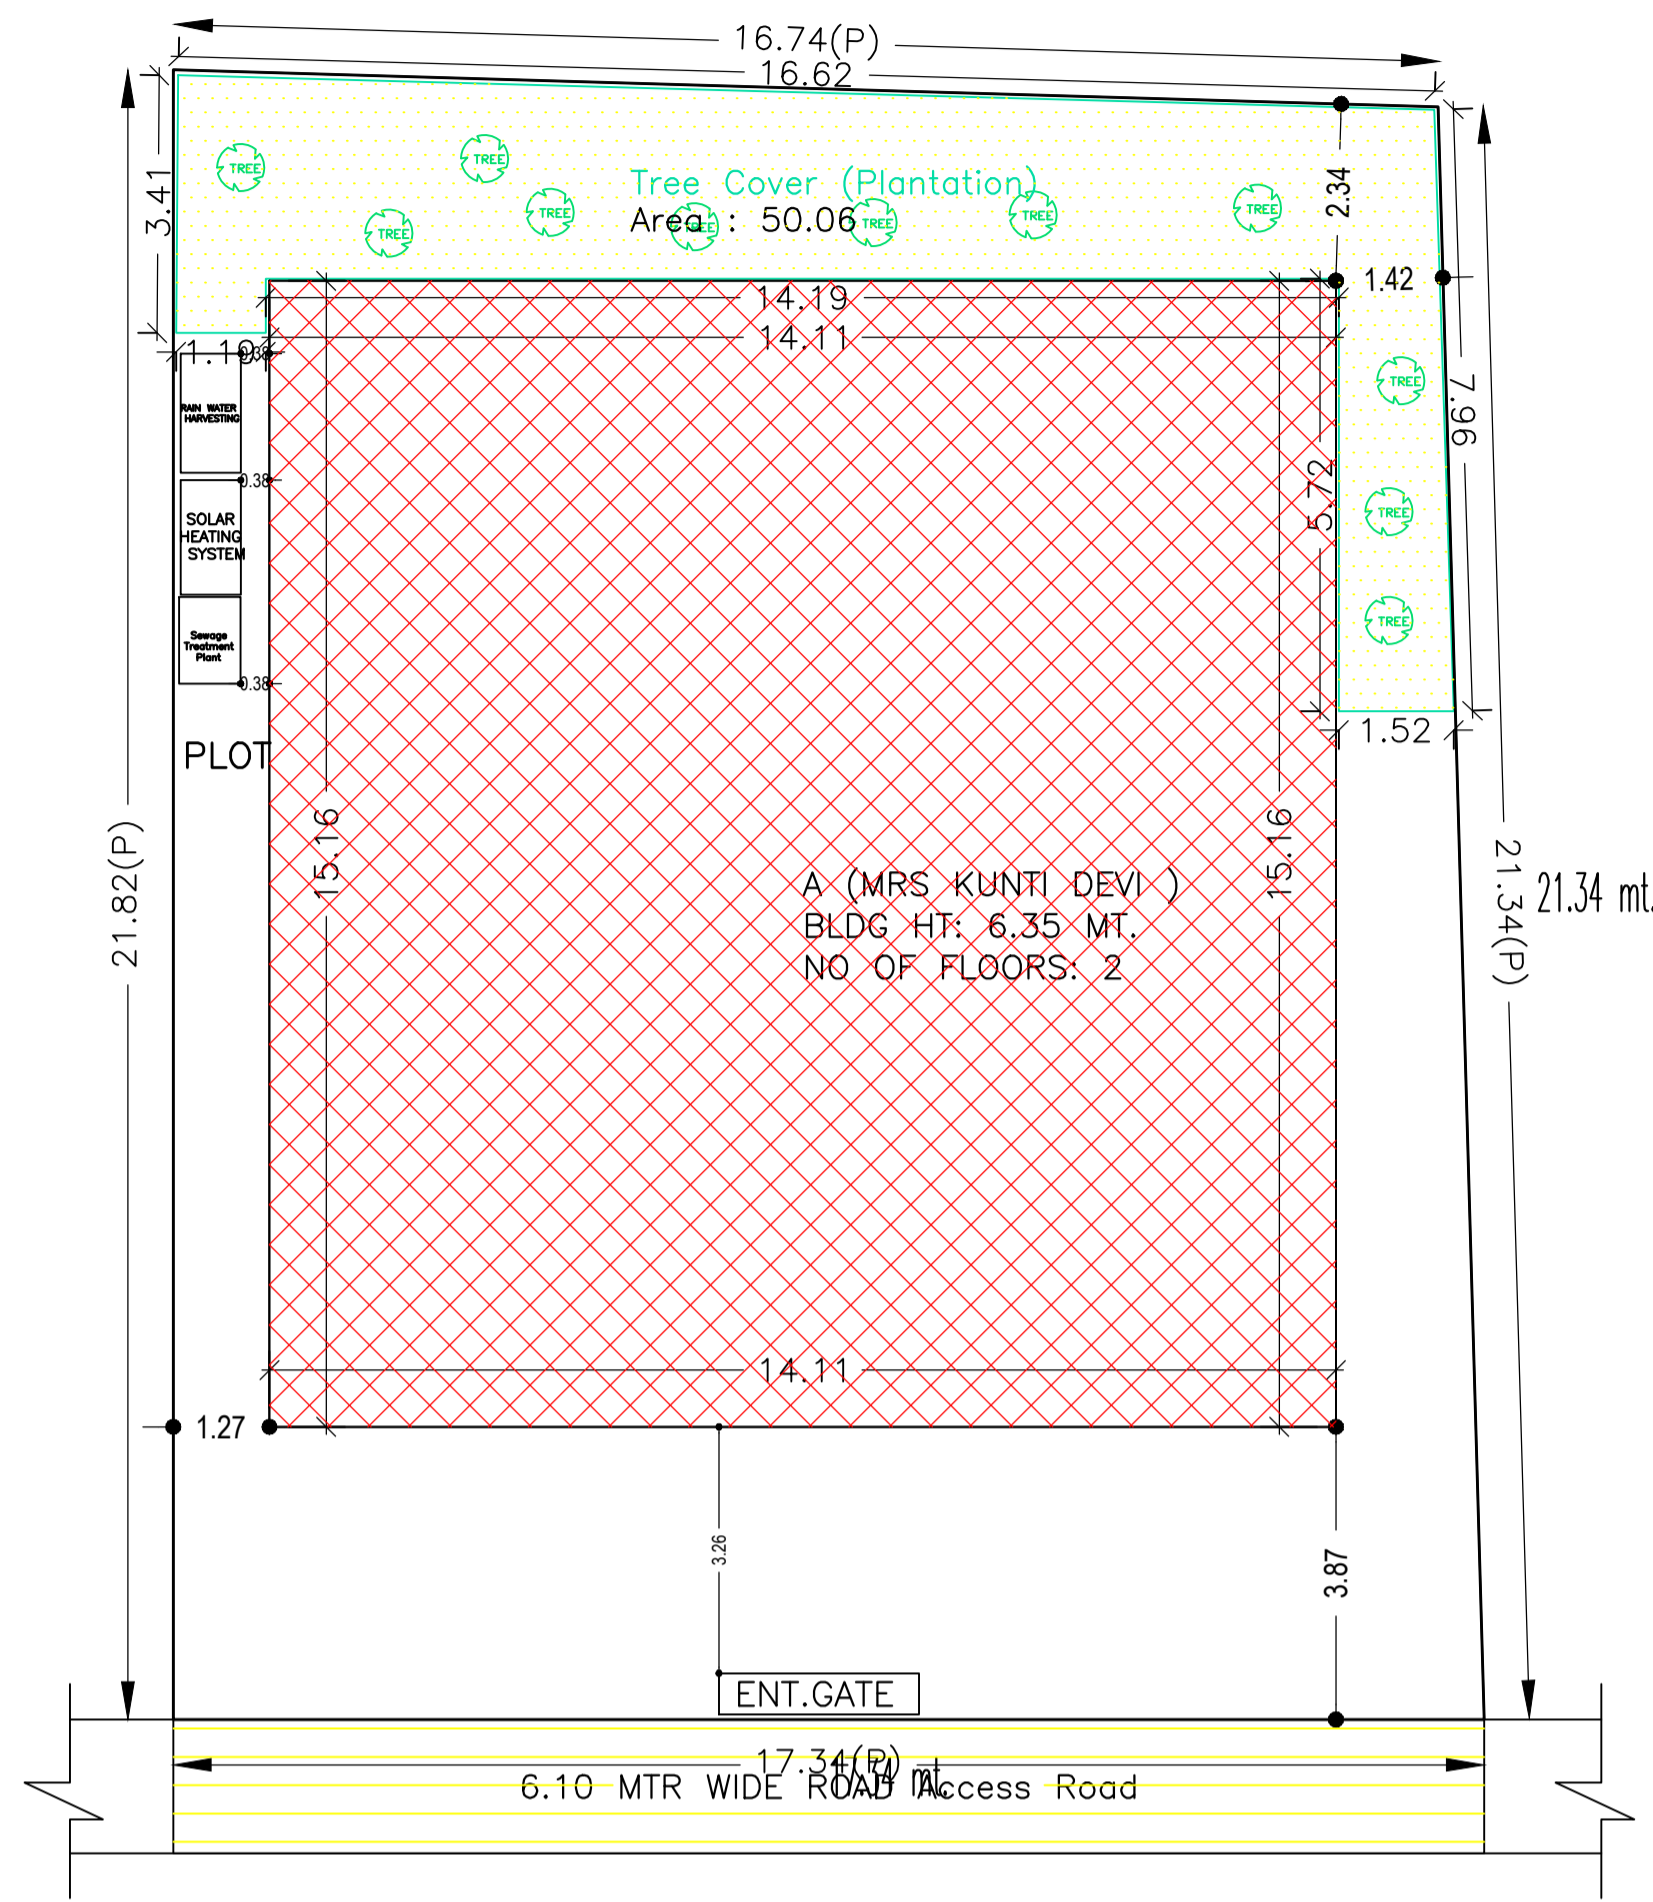 16.74(P)
16.62
3.41
TREE
TREE
TREE
TREE
TREE
TREE
TREE
TREE
Tree Cover (Plantation)
Area : 50.06
2.34
1.42
14.19
14.11
1.19
0.38
RAIN WATER
HARVESTING
0.38
SOLAR
HEATING
SYSTEM
Sewage
Treatment
Plant
0.38
PLOT
TREE
TREE
TREE
7.96
5.72
1.52
21.82(P)
15.16
15.16
21.34(P)
21.34 mt.
A (MRS KUNTI DEVI )
BLDG HT: 6.35 MT.
NO OF FLOORS: 2
14.11
1.27
3.26
3.87
ENT.GATE
17.34(P)
6.10 MTR WIDE ROAD
Access Road